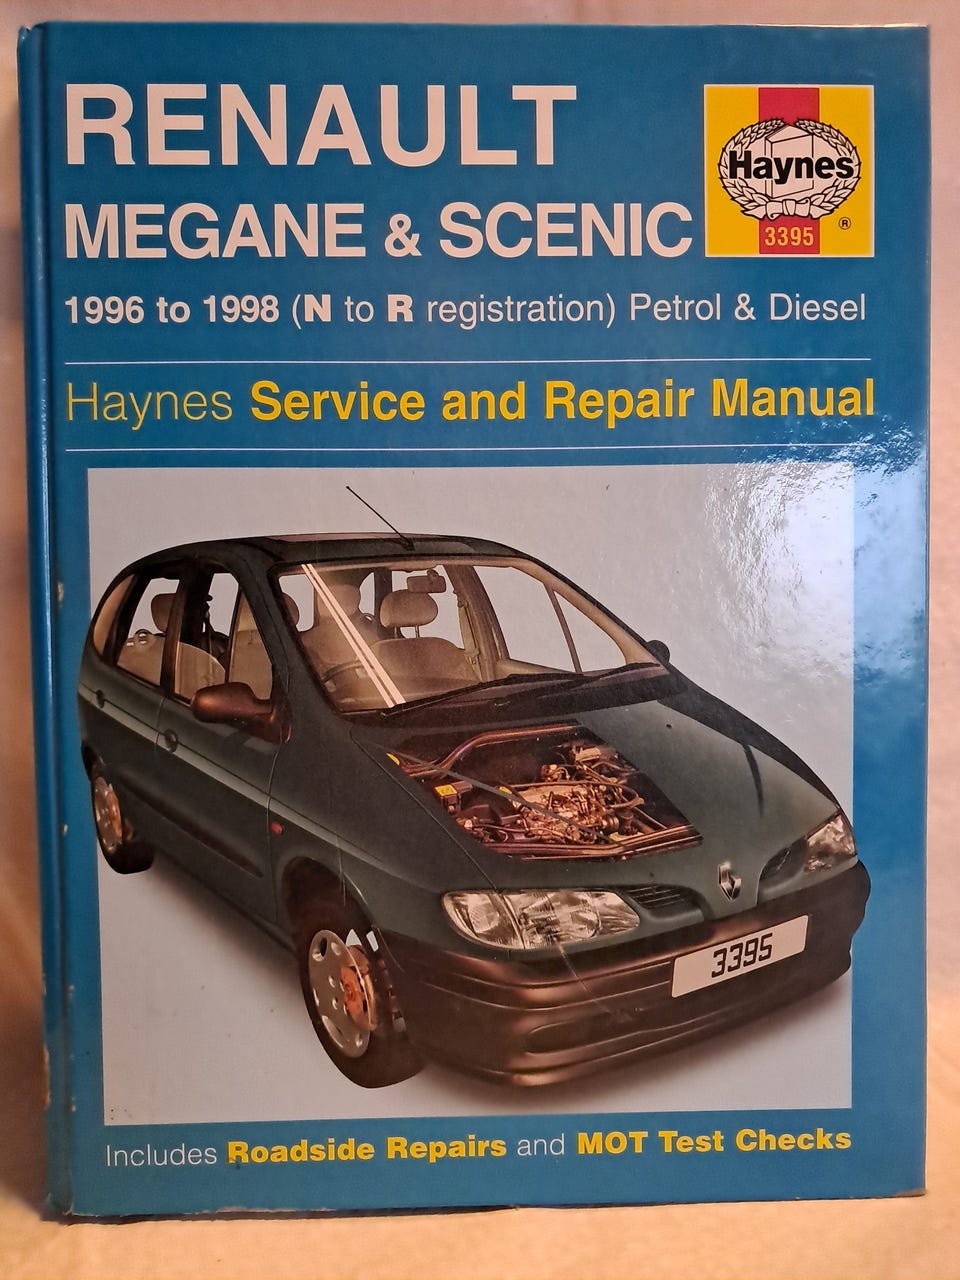 RENAULT
MEGANE & SCENIC
Haynes
®
3395
1996 to 1998 (N to R registration) Petrol & Diesel
Haynes Service and Repair Manual
3395
Includes Roadside Repairs and MOT Test Checks